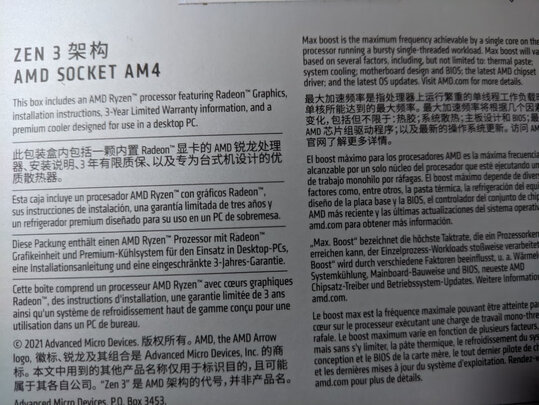 ZEN 3 架构
AMD SOCKET AM4
This box includes an AMD Ryzen™ processor featuring Radeon™ Graphics,
installation instructions, 3-Year Limited Warranty information, and a
premium cooler designed for use in a desktop PC.
此包装盒内包括一颗内置 Radeon™ 显卡的 AMD 锐龙处理
器、安装说明、3 年有限质保、以及专为台式机设计的优
质散热器。
Esta caja incluye un procesador AMD Ryzen™ con gráficos Radeon™,
sus instrucciones de instalación, una garantía limitada de tres años y
un refrigerador premium diseñado para su uso en un PC de sobremesa.
Diese Packung enthält einen AMD Ryzen™ Prozessor mit Radeon™
Grafikeinheit und Premium-Kühlsystem für den Einsatz in Desktop-PCs,
eine Installationsanleitung und eine eingeschränkte 3-Jahres-Garantie.
Cette boîte comprend un processeur AMD Ryzen™ avec cœurs graphiques
Radeon™, des instructions d'installation, une garantie limitée de 3 ans
ainsi qu'un système de refroidissement haut de gamme conçu pour une
utilisation dans un PC de bureau.
© 2021 Advanced Micro Devices. 版权所有。AMD, the AMD Arrow
logo, 徽标、锐龙及其组合是 Advanced Micro Devices, Inc. 的商
标。本文中用到的其他产品名称仅用于标识目的，且可能
属于其各自公司。"Zen 3" 是 AMD 架构的代号，并非产品名。
Advanced Micro Devices, P.O. Box 3453,
Max boost is the maximum frequency achievable by a single core on the
processor running a bursty single-threaded workload. Max boost will va
based on several factors, including, but not limited to: thermal paste;
system cooling; motherboard design and BIOS; the latest AMD chipset
driver; and the latest OS updates. Visit AMD.com for more details.
最大加速频率是指处理器上运行繁重的单线程工作负载的
单核所能达到的最大频率。最大加速频率将根据几个因素
变化，包括但不限于：热胶；系统散热；主板设计和 BIOS；最
AMD 芯片组驱动程序；以及最新的操作系统更新。访问 AM
官网了解更多详情。
El boost máximo para los procesadores AMD es la máxima frecuencia
alcanzable por un solo núcleo del procesador que esté ejecutando un
de trabajo monohilo por ráfagas. El boost máximo depende de diver
factores como, entre otros, la pasta térmica, la refrigeración del equi
diseño de la placa base y la BIOS, el controlador del conjunto de chip
AMD más reciente y las últimas actualizaciones del sistema operativ
amd.com para obtener más información.
„Max. Boost" bezeichnet die höchste Taktrate, die ein Prozessorkern
erreichen kann, der Einzelprozess-Workloads stoßweise verarbeitet
Boost" wird durch verschiedene Faktoren beeinflusst, u. a. Wärmele
Systemkühlung, Mainboard-Bauweise und BIOS, neueste AMD
Chipsatz-Treiber und Betriebssystem-Updates. Weitere Information
amd.com.
Le boost max est la fréquence maximale pouvant être atteinte par
cœur sur le processeur exécutant une charge de travail mono-thre
rafale. Le boost maximum varie en fonction de plusieurs facteurs,
mais sans s'y limiter, la pâte thermique, le refroidissement du sys
conception et le BIOS de la carte mère, le tout dernier pilote de ch
et les dernières mises à jour du système d'exploitation. Rendez-v
amd.com pour plus de détails.